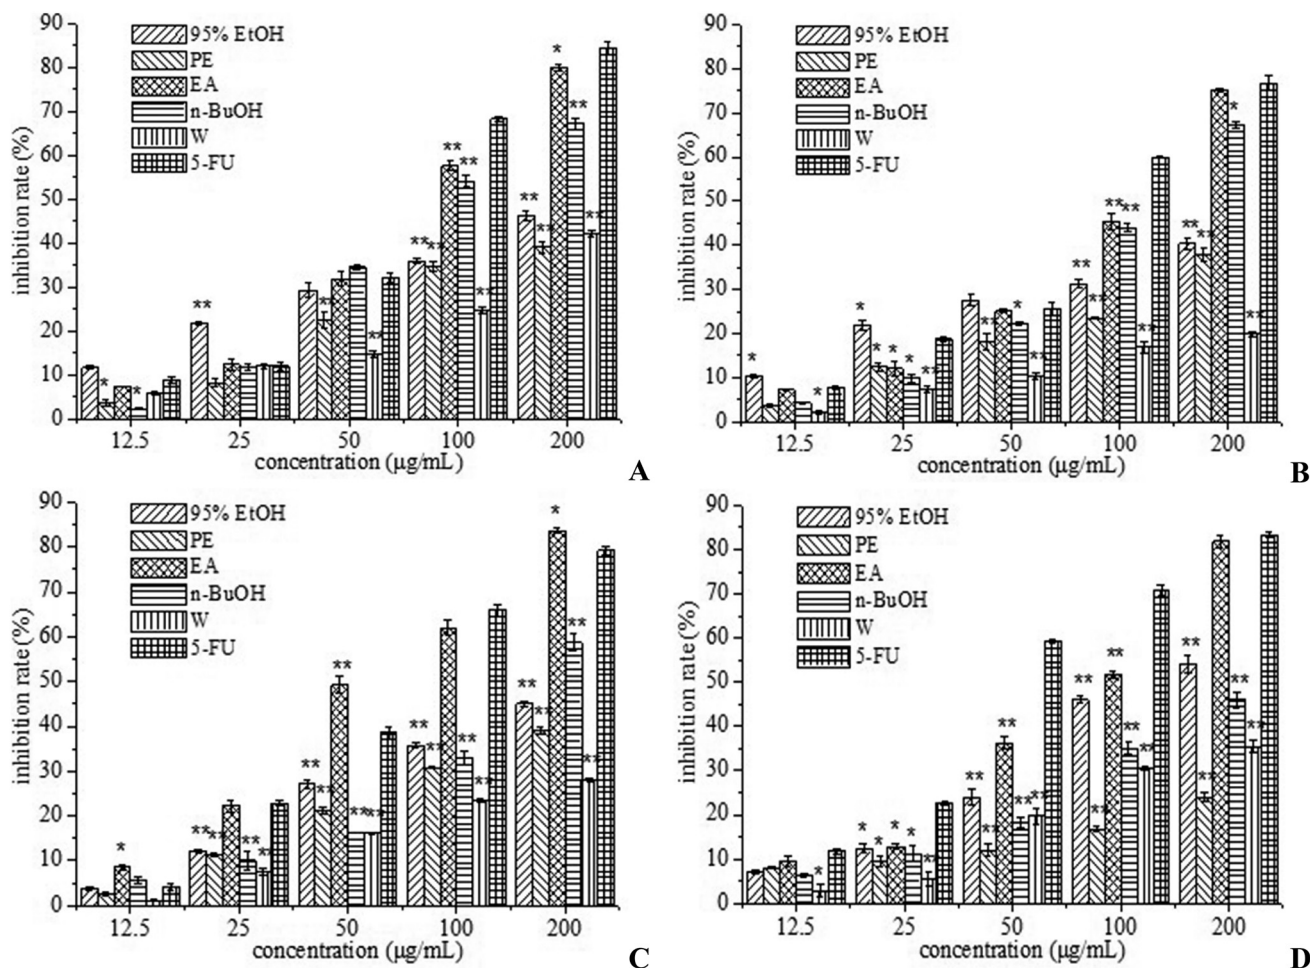 90
80
70
60
50
40
30
20
10
0
inhibition rate (%)
95% EtOH
PE
EA
n-BuOH
W
5-FU
* * ** ** ** ** ** ** ** ** ** ** * ** **
12.5 25 50 100 200
concentration (μg/mL)
A
90
80
70
60
50
40
30
20
10
0
inhibition rate (%)
95% EtOH
PE
EA
n-BuOH
W
5-FU
* * * * * * ** ** * ** ** ** ** ** ** ** ** * **
12.5 25 50 100 200
concentration (μg/mL)
B
90
80
70
60
50
40
30
20
10
0
inhibition rate (%)
95% EtOH
PE
EA
n-BuOH
W
5-FU
* ** ** ** ** ** ** ** ** ** ** ** ** ** ** ** * ** **
12.5 25 50 100 200
concentration (μg/mL)
C
90
80
70
60
50
40
30
20
10
0
inhibition rate (%)
95% EtOH
PE
EA
n-BuOH
W
5-FU
* * * * * ** ** ** ** ** ** ** ** ** ** ** ** ** ** **
12.5 25 50 100 200
concentration (μg/mL)
D